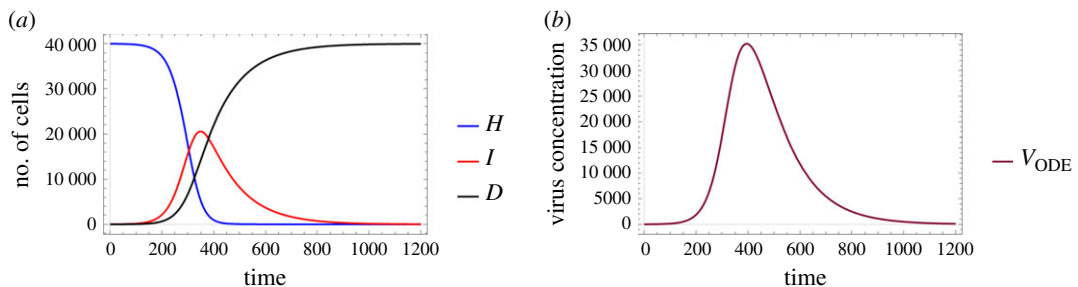 (a)
no. of cells
40 000
30 000
20 000
10 000
0
0 200 400 600 800 1000 1200
time
H
I
D
(b)
virus concentration
35 000
30 000
25 000
20 000
15 000
10 000
5000
0
0 200 400 600 800 1000 1200
time
V_ODE